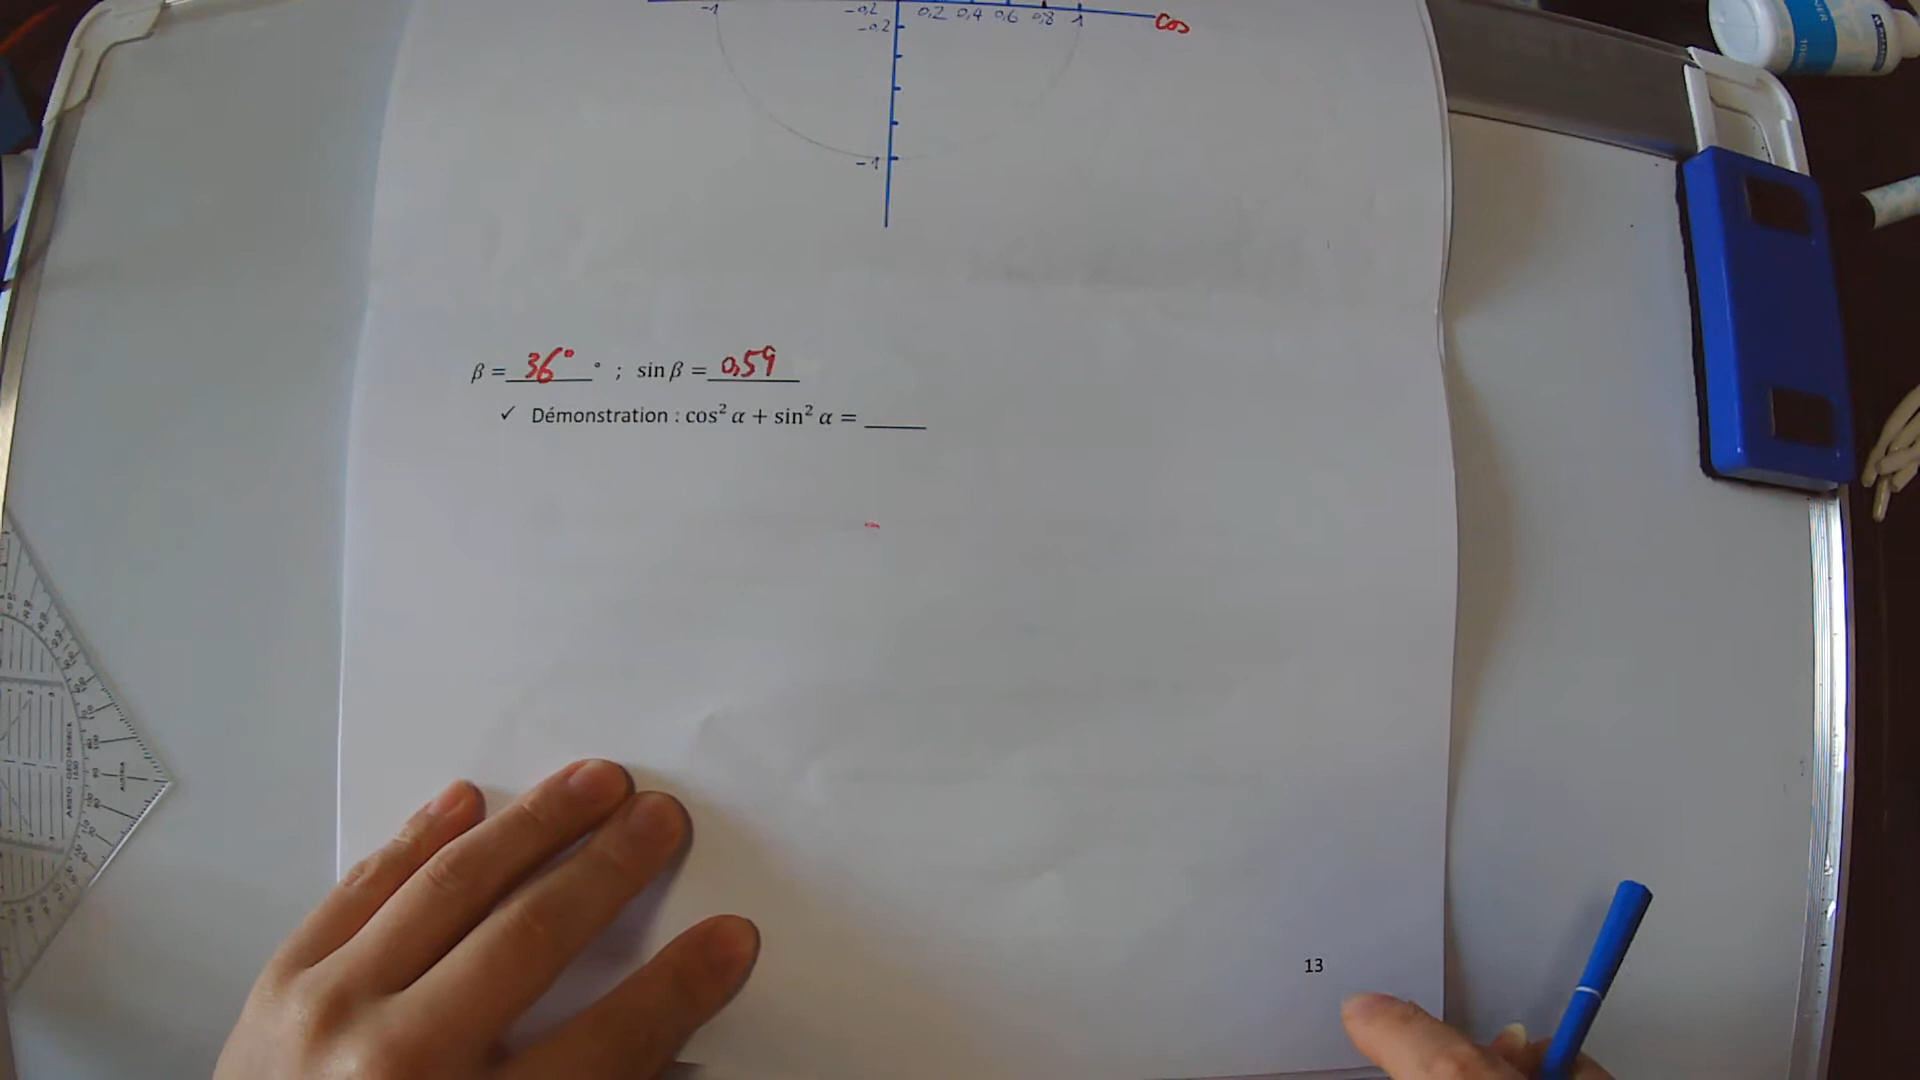 -1 -0,2 0,2 0,4 0,6 0,8 1 cos
-0,2
-1
β = 36° ° ; sin β = 0,59
✓ Démonstration : cos² α + sin² α = ____
13